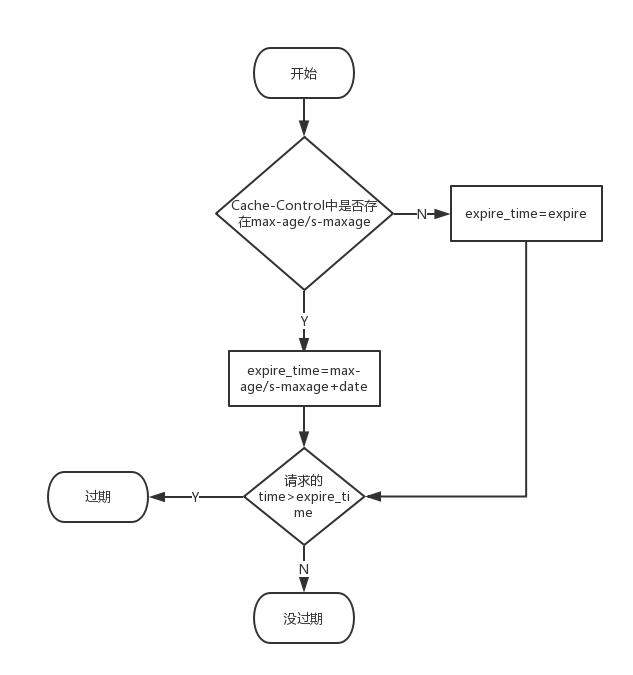 开始
Cache-Control中是否存
在max-age/s-maxage
N
expire_time=expire
Y
expire_time=max-
age/s-maxage+date
请求的
time>expire_ti
me
Y
过期
N
没过期